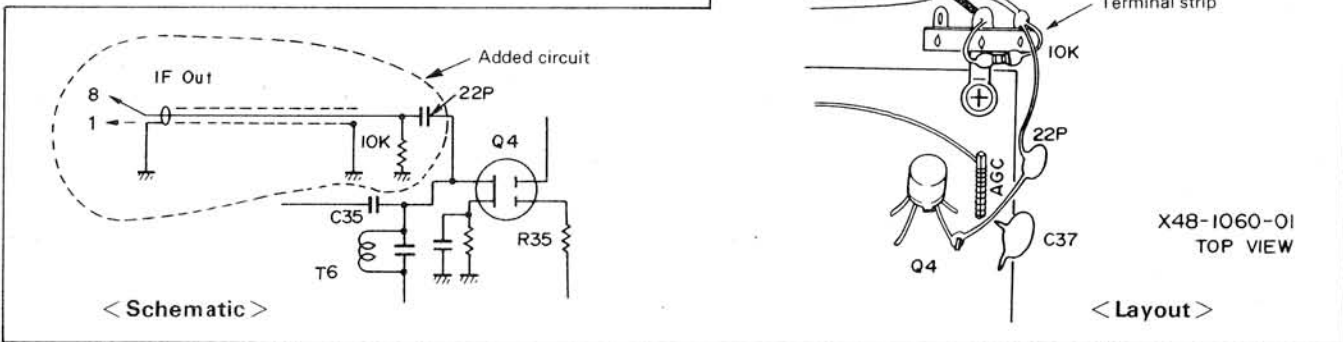 Added circuit
IF Out
22P
8
1
10K
Q4
C35
R35
T6
< Schematic >
Terminal strip
10K
22P
AGC
Q4
C37
X48-1060-01
TOP VIEW
< Layout >